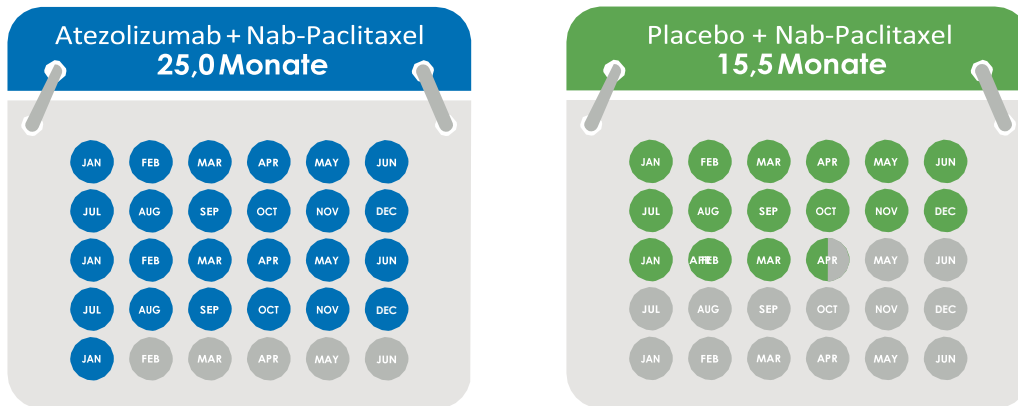 Atezolizumab + Nab-Paclitaxel
25,0 Monate
JAN FEB MAR APR MAY JUN
JUL AUG SEP OCT NOV DEC
JAN FEB MAR APR MAY JUN
JUL AUG SEP OCT NOV DEC
JAN FEB MAR APR MAY JUN
Placebo + Nab-Paclitaxel
15,5 Monate
JAN FEB MAR APR MAY JUN
JUL AUG SEP OCT NOV DEC
JAN FEB MAR APR MAY JUN
JUL AUG SEP OCT NOV DEC
JAN FEB MAR APR MAY JUN